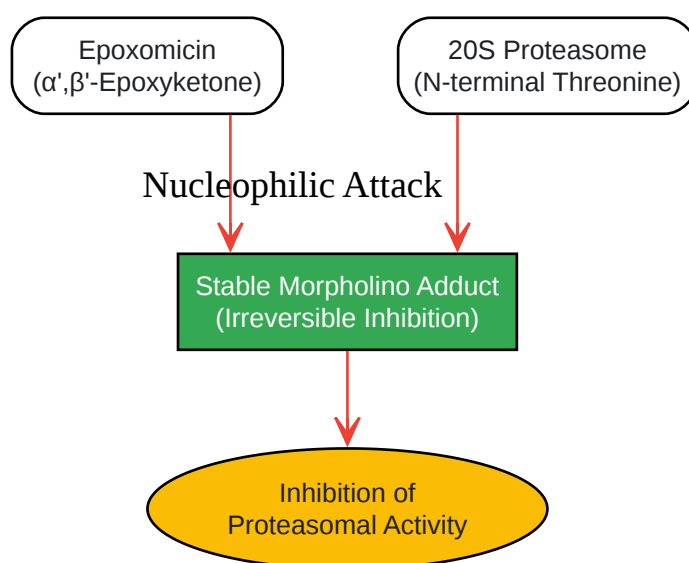 Epoxomicin
(α',β'-Epoxyketone)
20S Proteasome
(N-terminal Threonine)
Nucleophilic Attack
Stable Morpholino Adduct
(Irreversible Inhibition)
Inhibition of
Proteasomal Activity